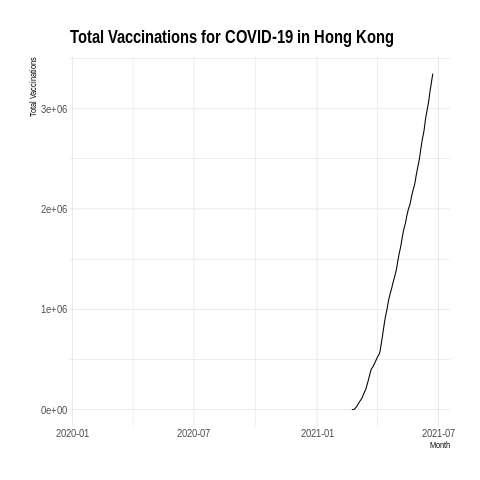 Total Vaccinations for COVID-19 in Hong Kong
Total Vaccinations
3e+06
2e+06
1e+06
0e+00
2020-01 2020-07 2021-01 2021-07
Month